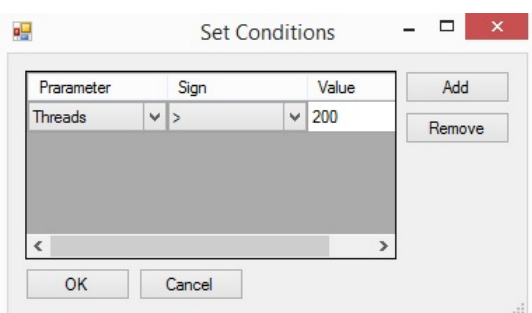 Set Conditions
Prarameter Sign Value
Threads > 200
Add
Remove
OK Cancel